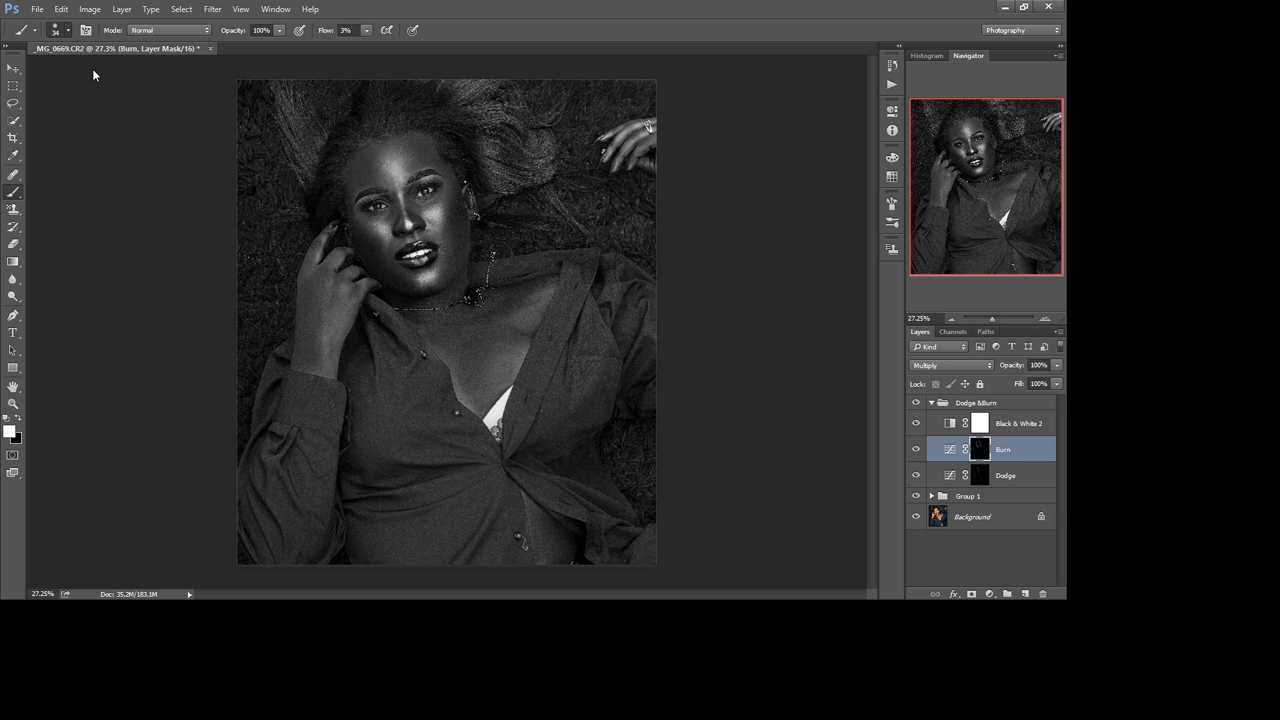 Ps File Edit Image Layer Type Select Filter View Window Help
34 Mode: Normal Opacity: 100% Flow: 3% Photography
_MG_0669.CR2 @ 27.3% (Burn, Layer Mask/16) * ×
Histogram Navigator
27.25%
Layers Channels Paths
Kind T
Multiply Opacity: 100%
Lock: Fill: 100%
Dodge &Burn
Black & White 2
Burn
Dodge
Group 1
Background
27.25% Doc: 35.2M/183.1M fx